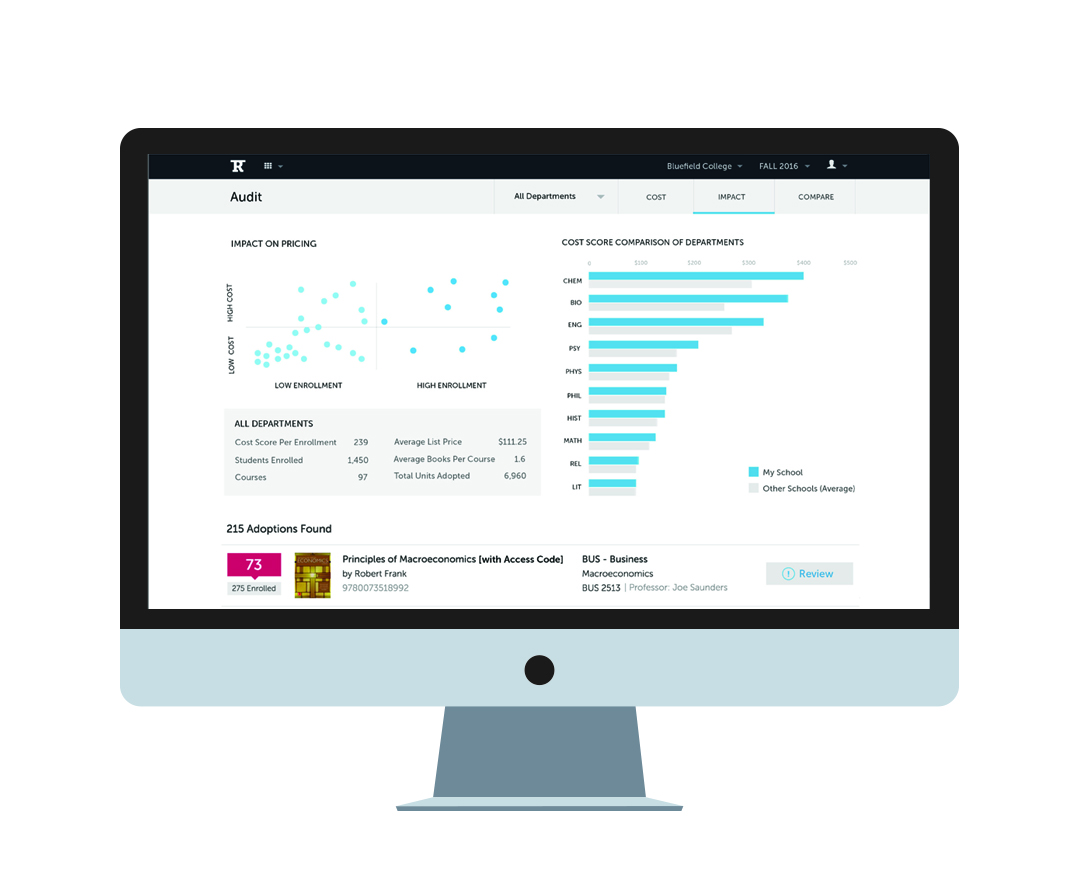 Bluefield College FALL 2016
Audit All Departments COST IMPACT COMPARE
IMPACT ON PRICING
HIGH COST
LOW COST
LOW ENROLLMENT HIGH ENROLLMENT
COST SCORE COMPARISON OF DEPARTMENTS
0 $100 $200 $300 $400 $500
CHEM
BIO
ENG
PSY
PHYS
PHIL
HIST
MATH
REL
LIT
My School
Other Schools (Average)
ALL DEPARTMENTS
Cost Score Per Enrollment 239 Average List Price $111.25
Students Enrolled 1,450 Average Books Per Course 1.6
Courses 97 Total Units Adopted 6,960
215 Adoptions Found
73
275 Enrolled
ECONOMICS
Principles of Macroeconomics [with Access Code]
by Robert Frank
9780073518992
BUS - Business
Macroeconomics
BUS 2513 | Professor: Joe Saunders
! Review